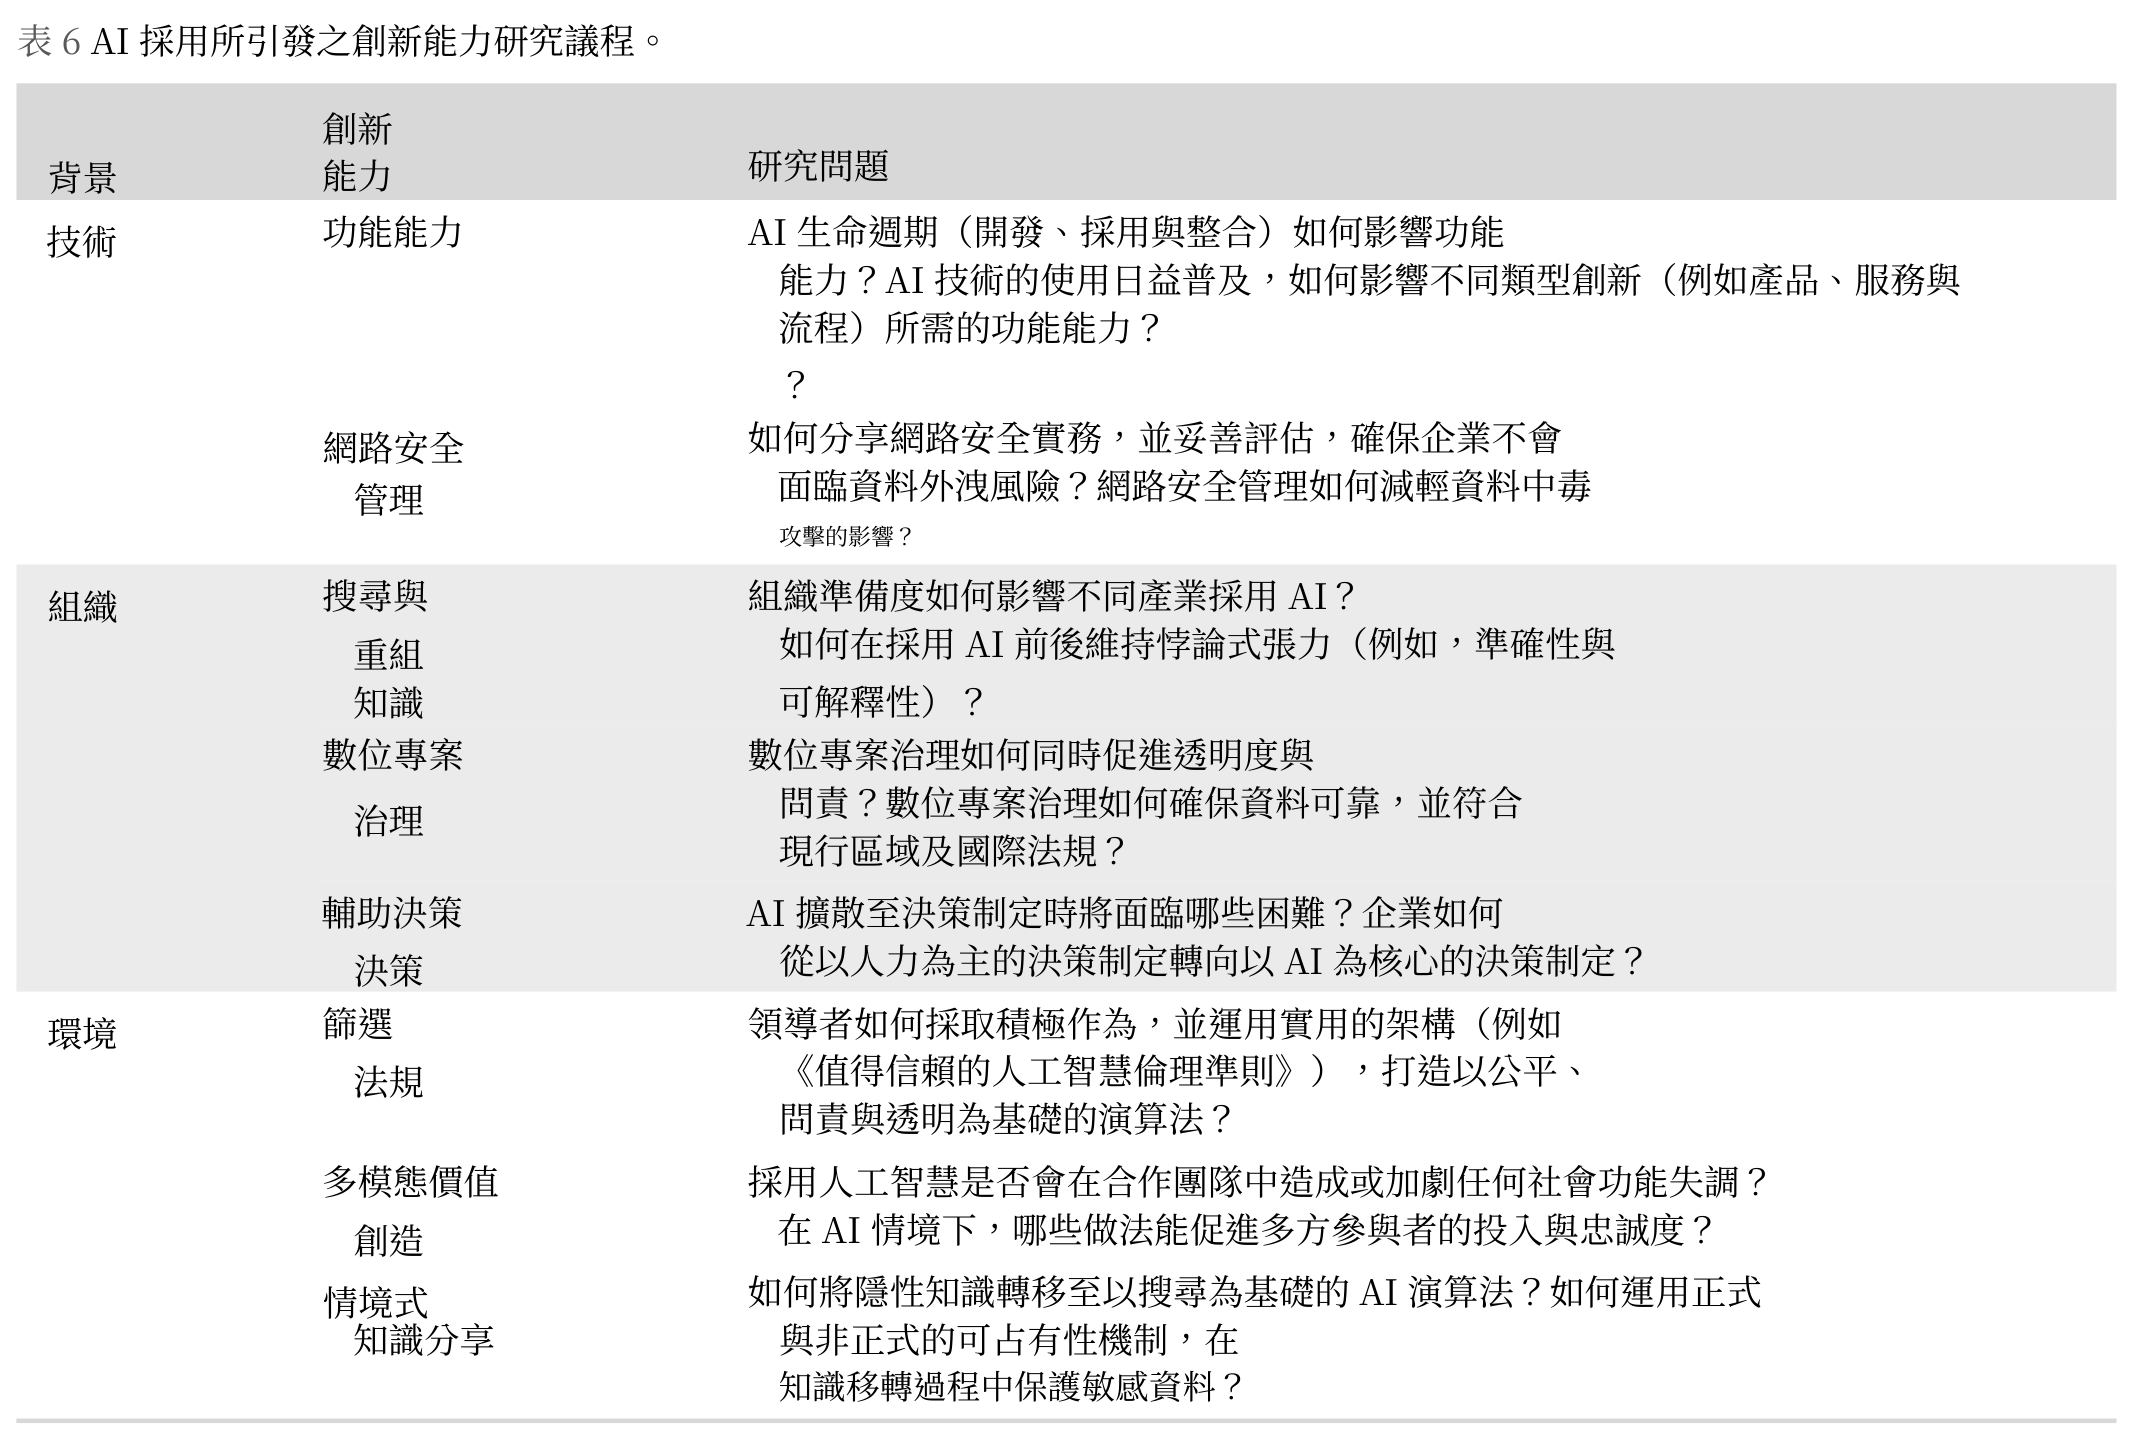 表 6 AI 採用所引發之創新能力研究議程。
背景
創新
能力
研究問題
技術
功能能力
AI 生命週期（開發、採用與整合）如何影響功能
能力？AI 技術的使用日益普及，如何影響不同類型創新（例如產品、服務與
流程）所需的功能能力？
？
網路安全
管理
如何分享網路安全實務，並妥善評估，確保企業不會
面臨資料外洩風險？網路安全管理如何減輕資料中毒
攻擊的影響？
組織
搜尋與
重組
知識
組織準備度如何影響不同產業採用 AI？
如何在採用 AI 前後維持悖論式張力（例如，準確性與
可解釋性）？
數位專案
治理
數位專案治理如何同時促進透明度與
問責？數位專案治理如何確保資料可靠，並符合
現行區域及國際法規？
輔助決策
決策
AI 擴散至決策制定時將面臨哪些困難？企業如何
從以人力為主的決策制定轉向以 AI 為核心的決策制定？
環境
篩選
法規
領導者如何採取積極作為，並運用實用的架構（例如
《值得信賴的人工智慧倫理準則》），打造以公平、
問責與透明為基礎的演算法？
多模態價值
創造
採用人工智慧是否會在合作團隊中造成或加劇任何社會功能失調？
在 AI 情境下，哪些做法能促進多方參與者的投入與忠誠度？
情境式
知識分享
如何將隱性知識轉移至以搜尋為基礎的 AI 演算法？如何運用正式
與非正式的可占有性機制，在
知識移轉過程中保護敏感資料？